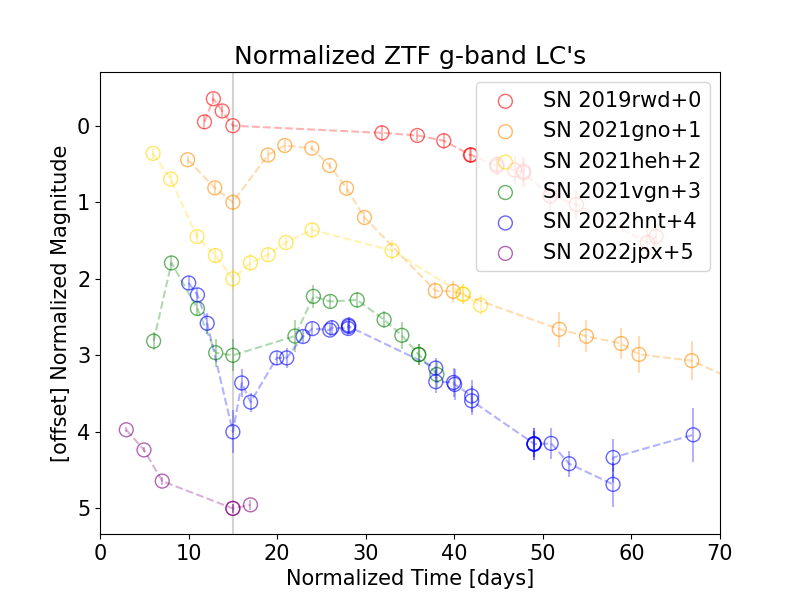 Normalized ZTF g-band LC's
[offset] Normalized Magnitude
0
1
2
3
4
5
SN 2019rwd+0
SN 2021gno+1
SN 2021heh+2
SN 2021vgn+3
SN 2022hnt+4
SN 2022jpx+5
0 10 20 30 40 50 60 70
Normalized Time [days]